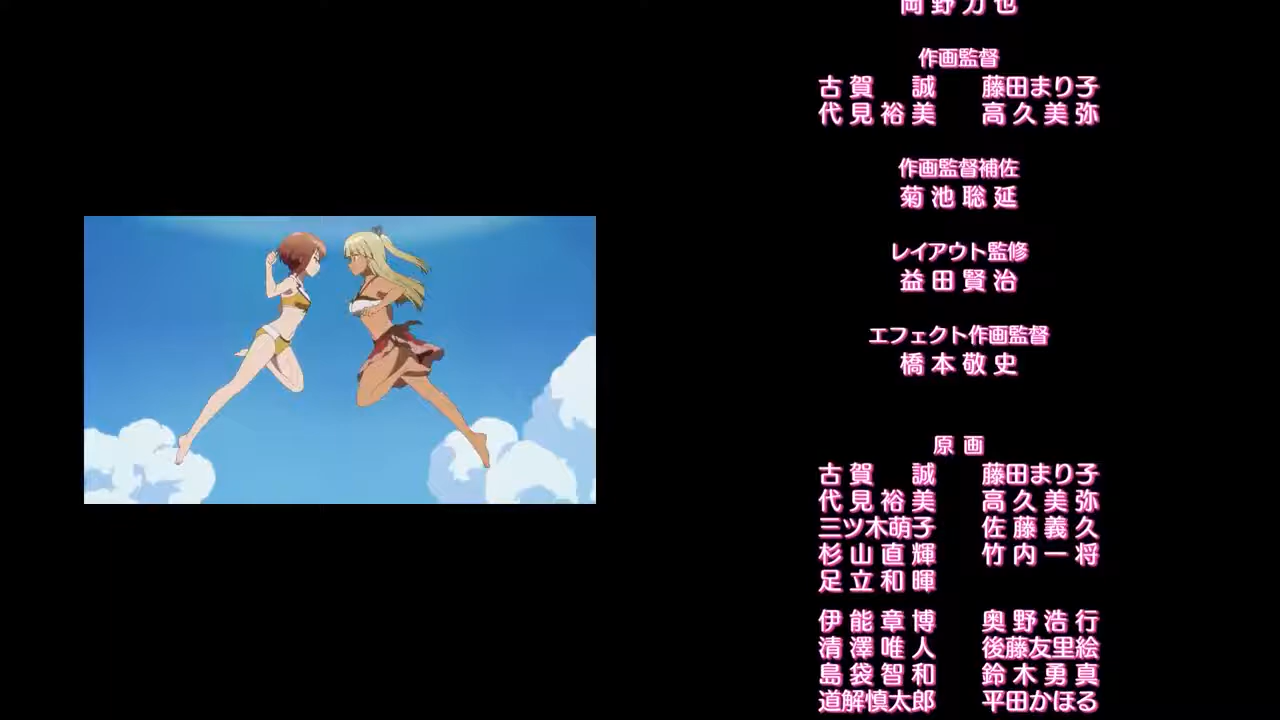 岡野力也
作画監督
古賀 誠 藤田まり子
代見裕美 高久美弥
作画監督補佐
菊池聡延
レイアウト監修
益田賢治
エフェクト作画監督
橋本敬史
原画
古賀 誠 藤田まり子
代見裕美 高久美弥
三ツ木萌子 佐藤義久
杉山直輝 竹内一将
足立和暉
伊能章博 奥野浩行
清澤唯人 後藤友里絵
島袋智和 鈴木勇真
道解慎太郎 平田かほる